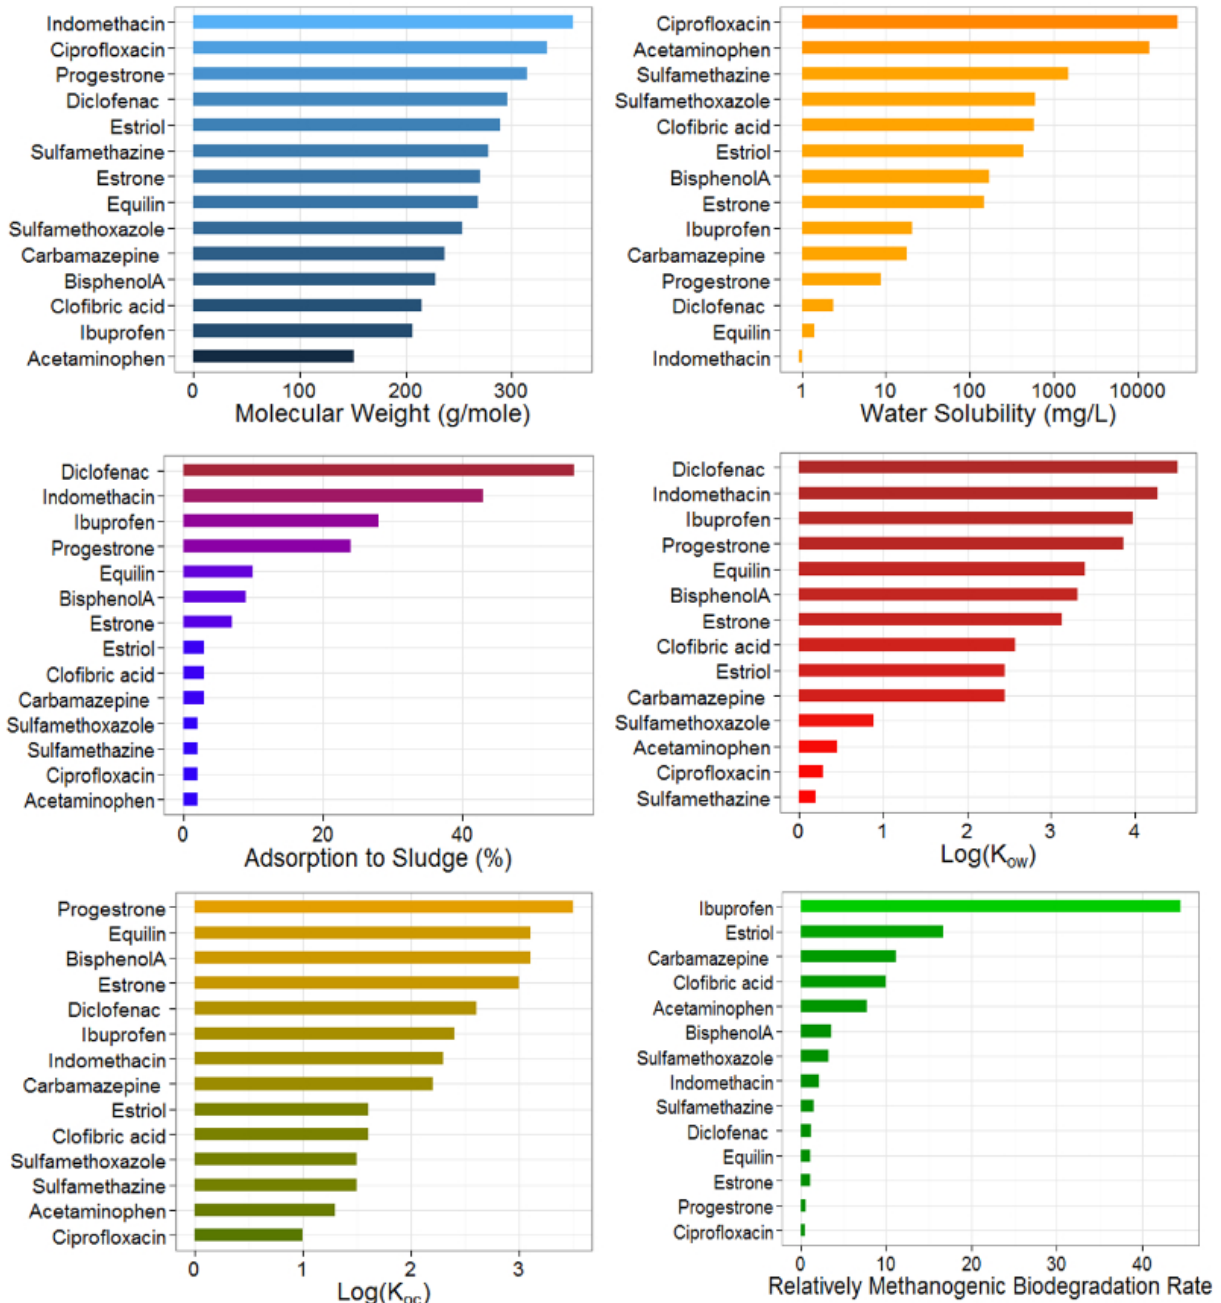 Indomethacin
Ciprofloxacin
Progestrone
Diclofenac
Estriol
Sulfamethazine
Estrone
Equilin
Sulfamethoxazole
Carbamazepine
BisphenolA
Clofibric acid
Ibuprofen
Acetaminophen
0 100 200 300
Molecular Weight (g/mole)
Ciprofloxacin
Acetaminophen
Sulfamethazine
Sulfamethoxazole
Clofibric acid
Estriol
BisphenolA
Estrone
Ibuprofen
Carbamazepine
Progestrone
Diclofenac
Equilin
Indomethacin
1 10 100 1000 10000
Water Solubility (mg/L)
Diclofenac
Indomethacin
Ibuprofen
Progestrone
Equilin
BisphenolA
Estrone
Estriol
Clofibric acid
Carbamazepine
Sulfamethoxazole
Sulfamethazine
Ciprofloxacin
Acetaminophen
0 20 40
Adsorption to Sludge (%)
Diclofenac
Indomethacin
Ibuprofen
Progestrone
Equilin
BisphenolA
Estrone
Clofibric acid
Estriol
Carbamazepine
Sulfamethoxazole
Acetaminophen
Ciprofloxacin
Sulfamethazine
0 1 2 3 4
Log(Kow)
Progestrone
Equilin
BisphenolA
Estrone
Diclofenac
Ibuprofen
Indomethacin
Carbamazepine
Estriol
Clofibric acid
Sulfamethoxazole
Sulfamethazine
Acetaminophen
Ciprofloxacin
0 1 2 3
Log(Koc)
Ibuprofen
Estriol
Carbamazepine
Clofibric acid
Acetaminophen
BisphenolA
Sulfamethoxazole
Indomethacin
Sulfamethazine
Diclofenac
Equilin
Estrone
Progestrone
Ciprofloxacin
0 10 20 30 40
Relatively Methanogenic Biodegradation Rate